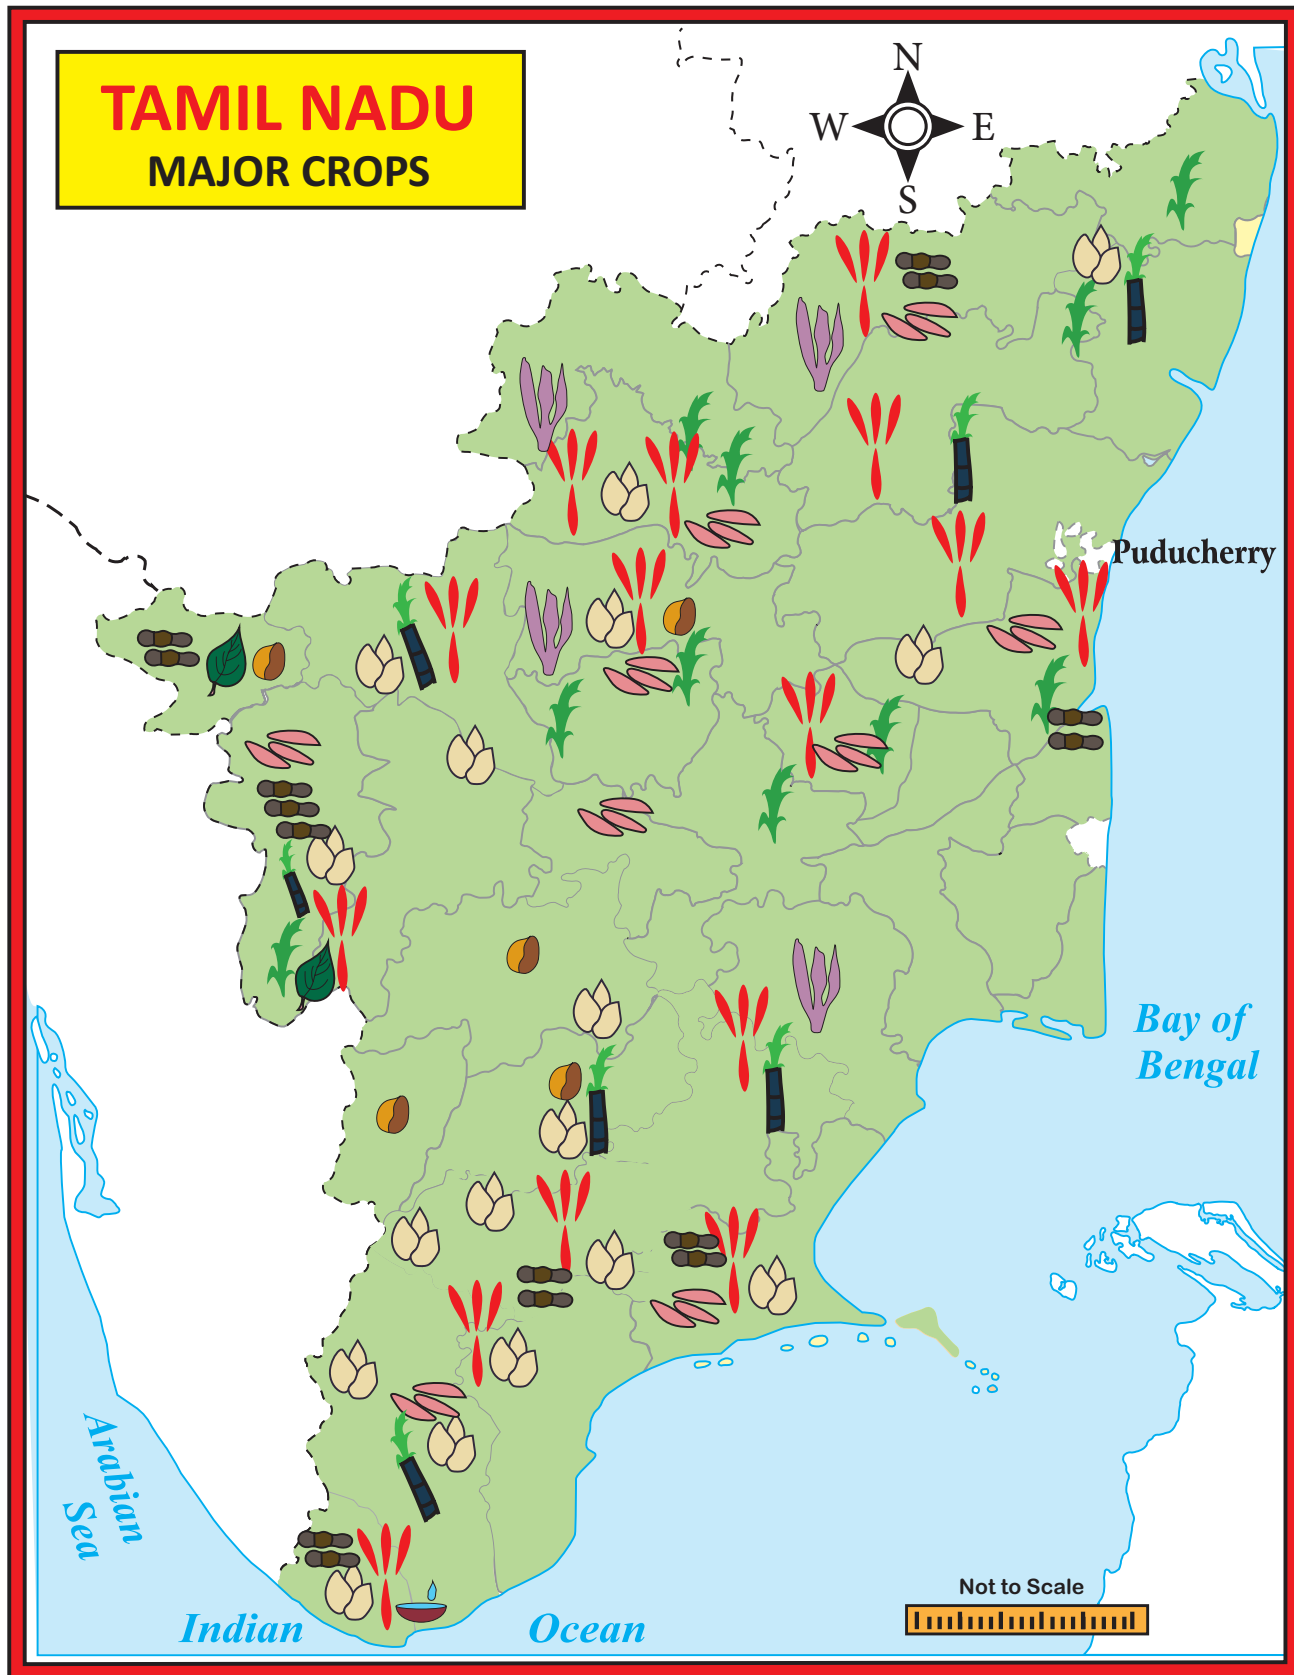 TAMIL NADU
MAJOR CROPS
N
W
E
S
Puducherry
Bay of
Bengal
Arabian
Sea
Not to Scale
Indian
Ocean